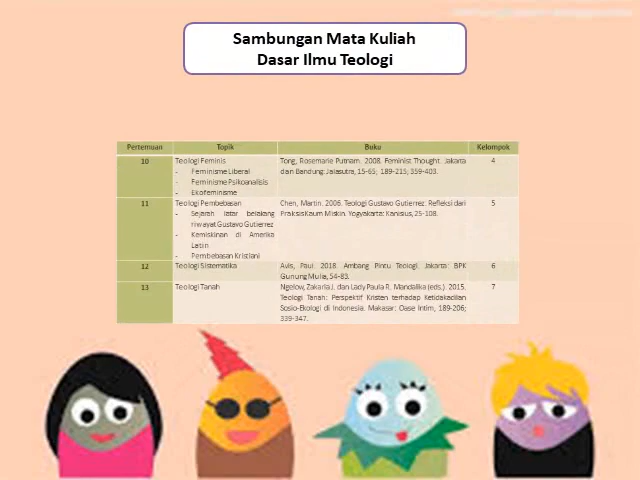 Sambungan Mata Kuliah
Dasar Ilmu Teologi
Pertemuan Topik Buku Kelompok
10 Teologi Feminis Tong, Rosemarie Putnam. 2008. Feminist Thought. Jakarta 4
- Feminisme Liberal dan Bandung: Jalasutra, 15-65; 189-215; 359-403.
- Feminisme Psikoanalisis
- Ekofeminisme
11 Teologi Pembebasan Chen, Martin. 2006. Teologi Gustavo Gutierrez: Refleksi dari 5
- Sejarah latar belakang Praksis Kaum Miskin. Yogyakarta: Kanisius, 25-108.
riwayat Gustavo Gutierrez
- Kemiskinan di Amerika
Latin
- Pembebasan Kristiani
12 Teologi Sistematika Avis, Paul. 2018. Ambang Pintu Teologi. Jakarta: BPK 6
Gunung Mulia, 54-83.
13 Teologi Tanah Ngelow, Zakaria J. dan Lady Paula R. Mandalika (eds.). 2015. 7
Teologi Tanah: Perspektif Kristen terhadap Ketidakadilan
Sosio-Ekologi di Indonesia. Makasar: Oase Intim, 189-206;
339-347.